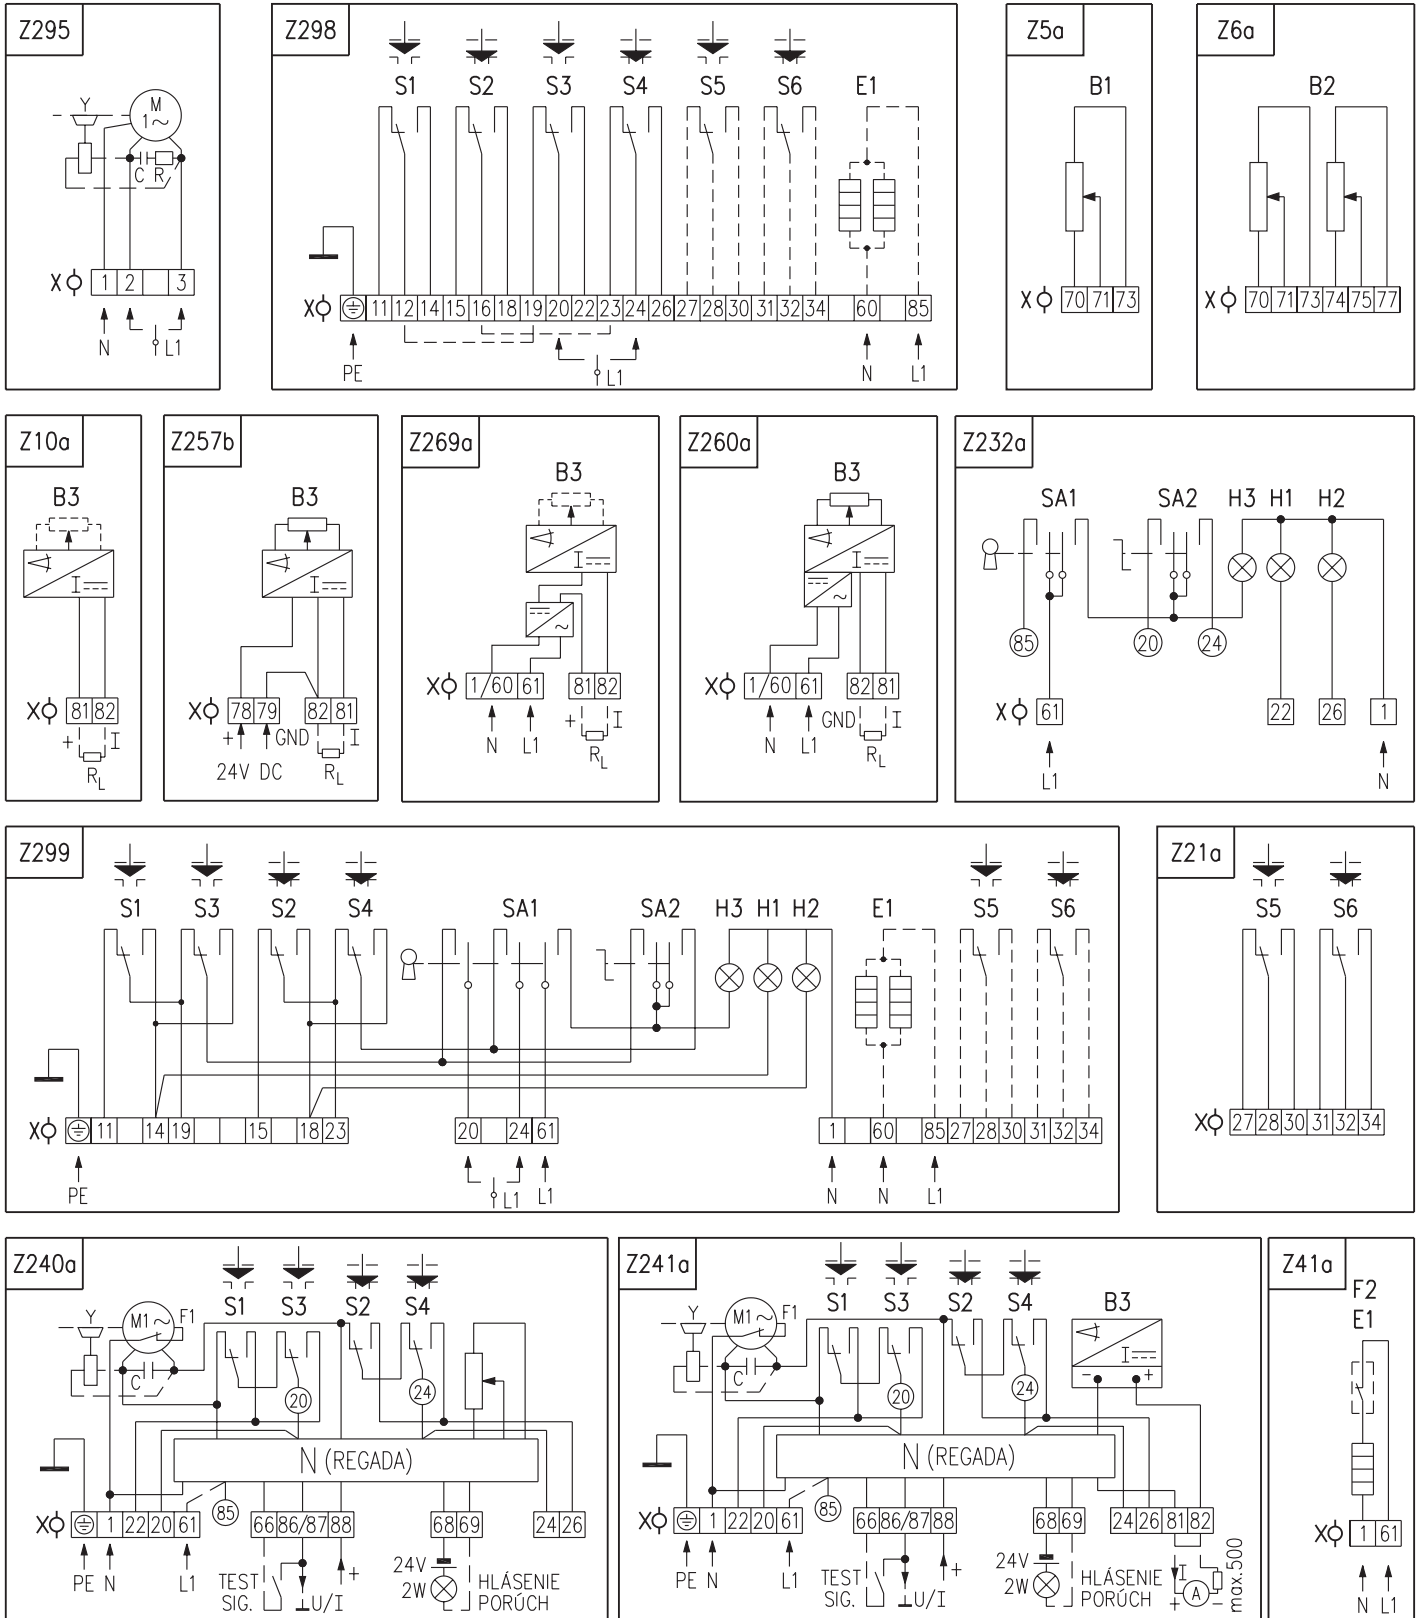 Z295
Y M
1~
C R
X 1 2 3
N L1
Z298
S1 S2 S3 S4 S5 S6 E1
X 11 12 14 15 16 18 19 20 22 23 24 26 27 28 30 31 32 34 60 85
PE L1 N L1
Z5a
B1
X 70 71 73
Z6a
B2
X 70 71 73 74 75 77
Z10a
B3
I
X 81 82
+ I
RL
Z257b
B3
I
X 78 79 82 81
+ GND I
24V DC RL
Z269a
B3
I
~
X 1/60 61 81 82
+ I
N L1 RL
Z260a
B3
I
~
X 1/60 61 82 81
GND I
N L1 RL
Z232a
SA1 SA2 H3 H1 H2
85 20 24
X 61 22 26 1
L1 N
Z299
S1 S3 S2 S4 SA1 SA2 H3 H1 H2 E1 S5 S6
X 11 14 19 15 18 23 20 24 61 1 60 85 27 28 30 31 32 34
PE L1 L1 N N L1
Z21a
S5 S6
X 27 28 30 31 32 34
Z240a
S1 S3 S2 S4
Y M1~ F1
C
20 24
N (REGADA)
85
X 1 22 20 61 66 86/87 88 68 69 24 26
PE N L1
TEST
SIG.
U/I
+
24V
2W
HLÁSENIE
PORÚCH
Z241a
S1 S3 S2 S4 B3
Y M1~ F1
I
- +
C
20 24
N (REGADA)
85
X 1 22 20 61 66 86/87 88 68 69 24 26 81 82
PE N L1
TEST
SIG.
U/I
+
24V
2W
HLÁSENIE
PORÚCH
I
A
+ -
max.500
Z41a
F2
E1
X 1 61
N L1